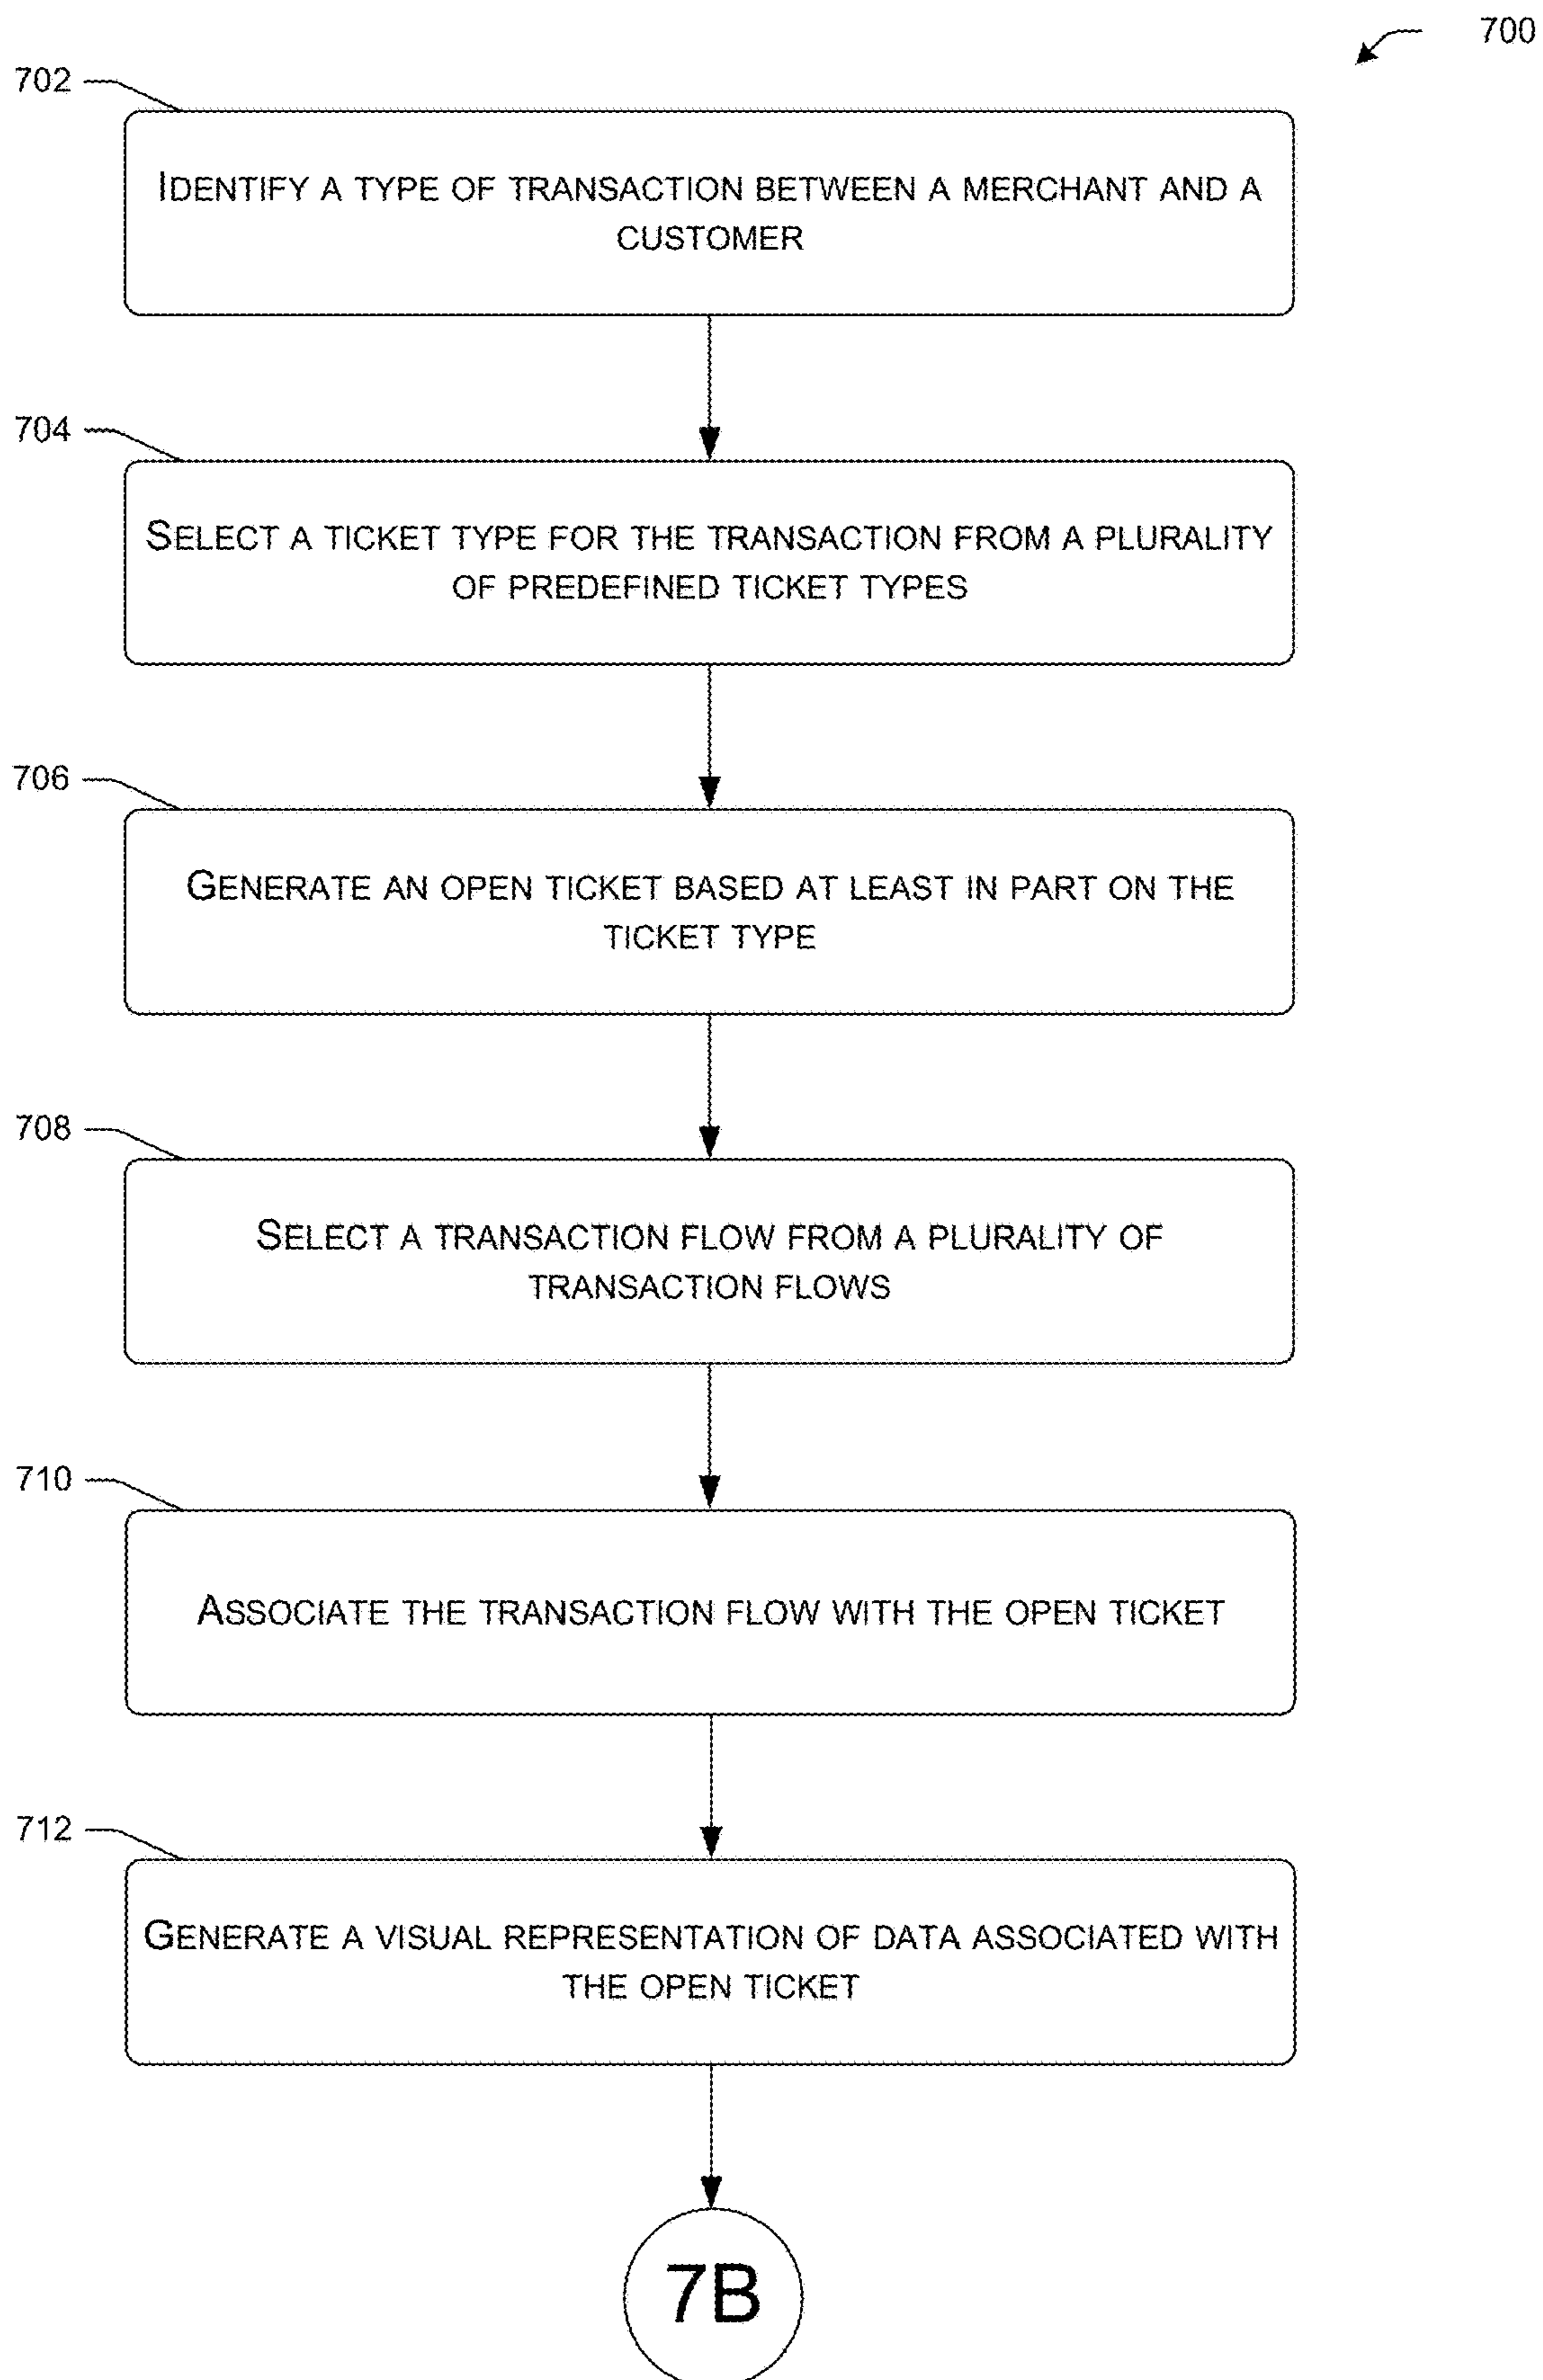 700
702
IDENTIFY A TYPE OF TRANSACTION BETWEEN A MERCHANT AND A
CUSTOMER
704
SELECT A TICKET TYPE FOR THE TRANSACTION FROM A PLURALITY
OF PREDEFINED TICKET TYPES
706
GENERATE AN OPEN TICKET BASED AT LEAST IN PART ON THE
TICKET TYPE
708
SELECT A TRANSACTION FLOW FROM A PLURALITY OF
TRANSACTION FLOWS
710
ASSOCIATE THE TRANSACTION FLOW WITH THE OPEN TICKET
712
GENERATE A VISUAL REPRESENTATION OF DATA ASSOCIATED WITH
THE OPEN TICKET
7B